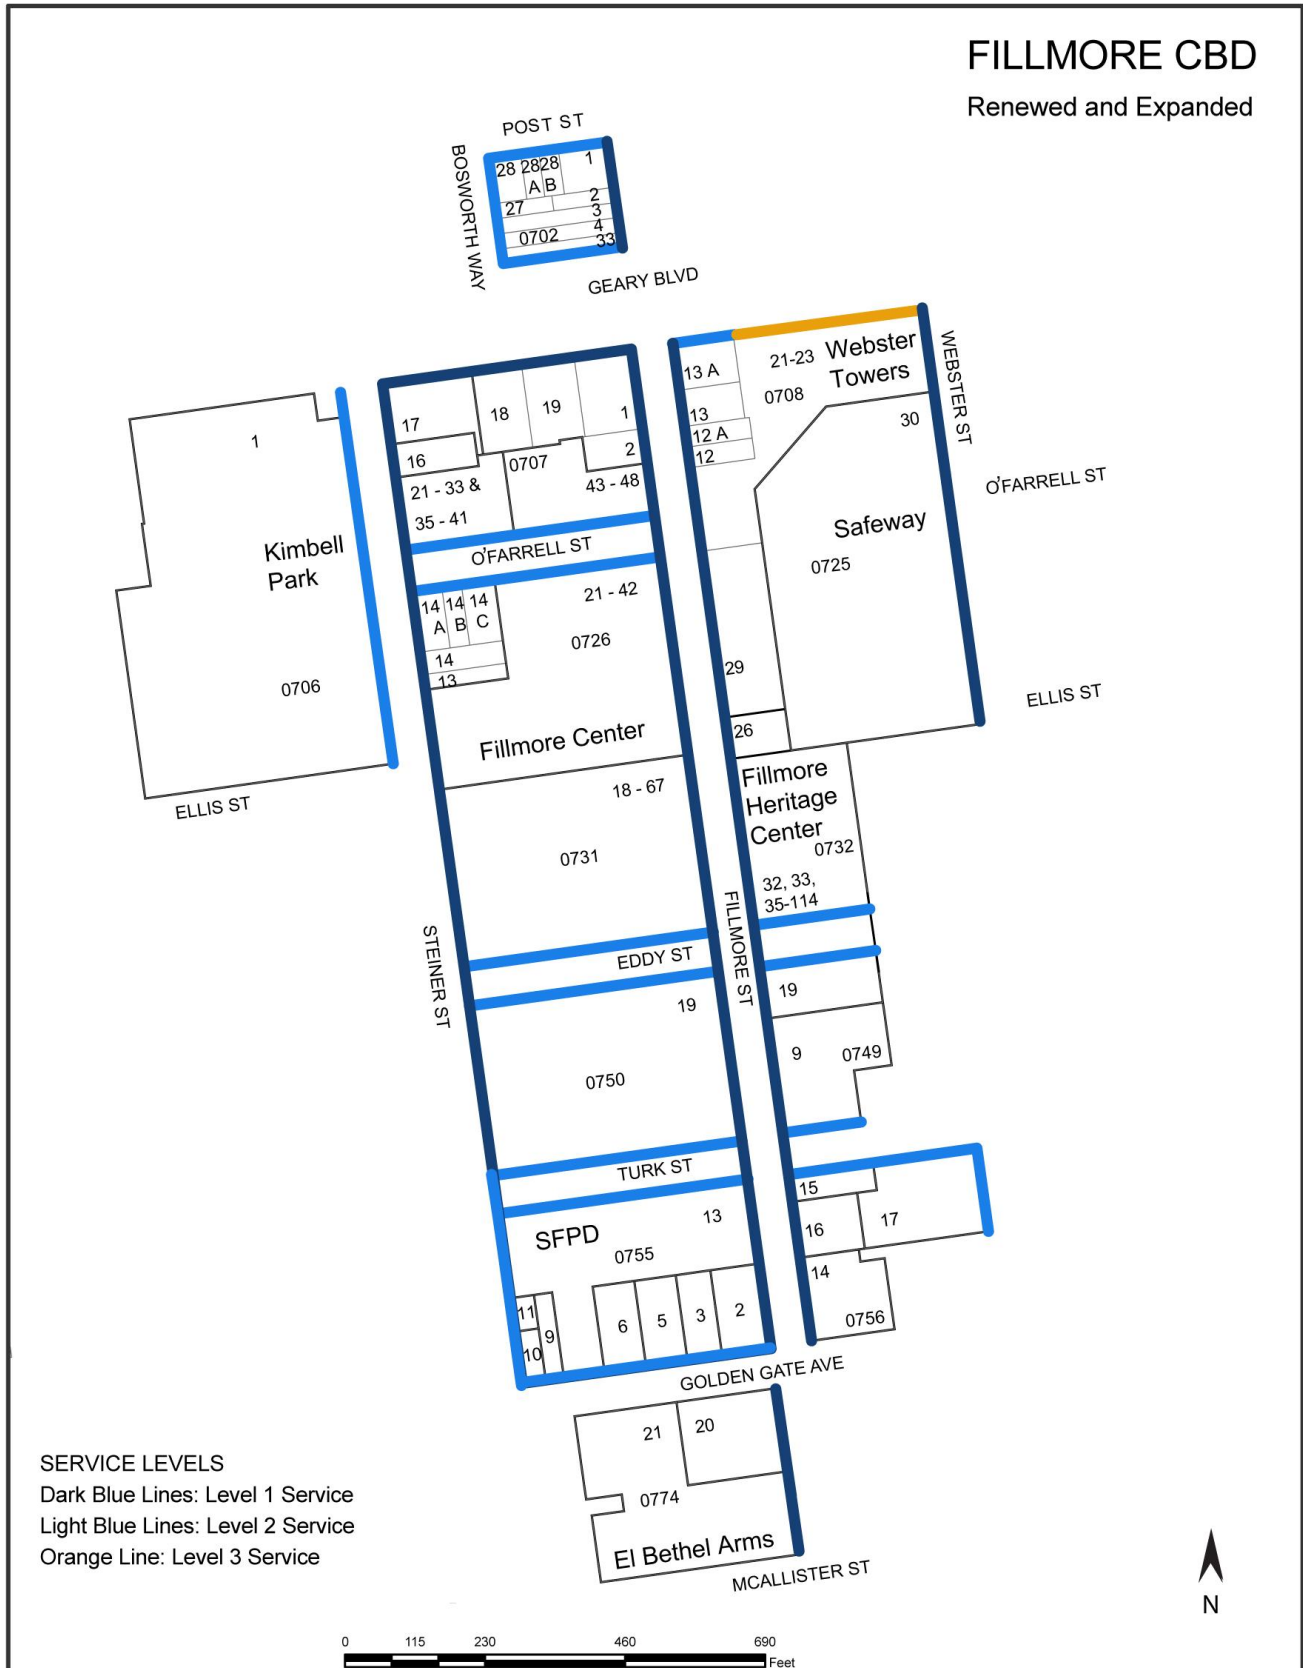 FILLMORE CBD
Renewed and Expanded
POST ST
BOSWORTH WAY
28
28
A
28
B
1
27
2
3
4
0702
33
GEARY BLVD
WEBSTER ST
Webster
Towers
21-23
0708
13 A
13
12 A
12
17
18
19
1
16
2
0707
21 - 33 &
35 - 41
43 - 48
30
O'FARRELL ST
Safeway
0725
1
Kimbell
Park
0706
ELLIS ST
O'FARRELL ST
14
A
14
B
14
C
21 - 42
0726
14
13
Fillmore Center
29
26
ELLIS ST
18 - 67
0731
Fillmore
Heritage
Center
0732
32, 33,
35-114
STEINER ST
FILLMORE ST
EDDY ST
19
0750
19
9
0749
TURK ST
SFPD
13
0755
11
10
9
6
5
3
2
15
16
17
14
0756
GOLDEN GATE AVE
21
20
0774
El Bethel Arms
MCALLISTER ST
SERVICE LEVELS
Dark Blue Lines: Level 1 Service
Light Blue Lines: Level 2 Service
Orange Line: Level 3 Service
N
0 115 230 460 690
Feet